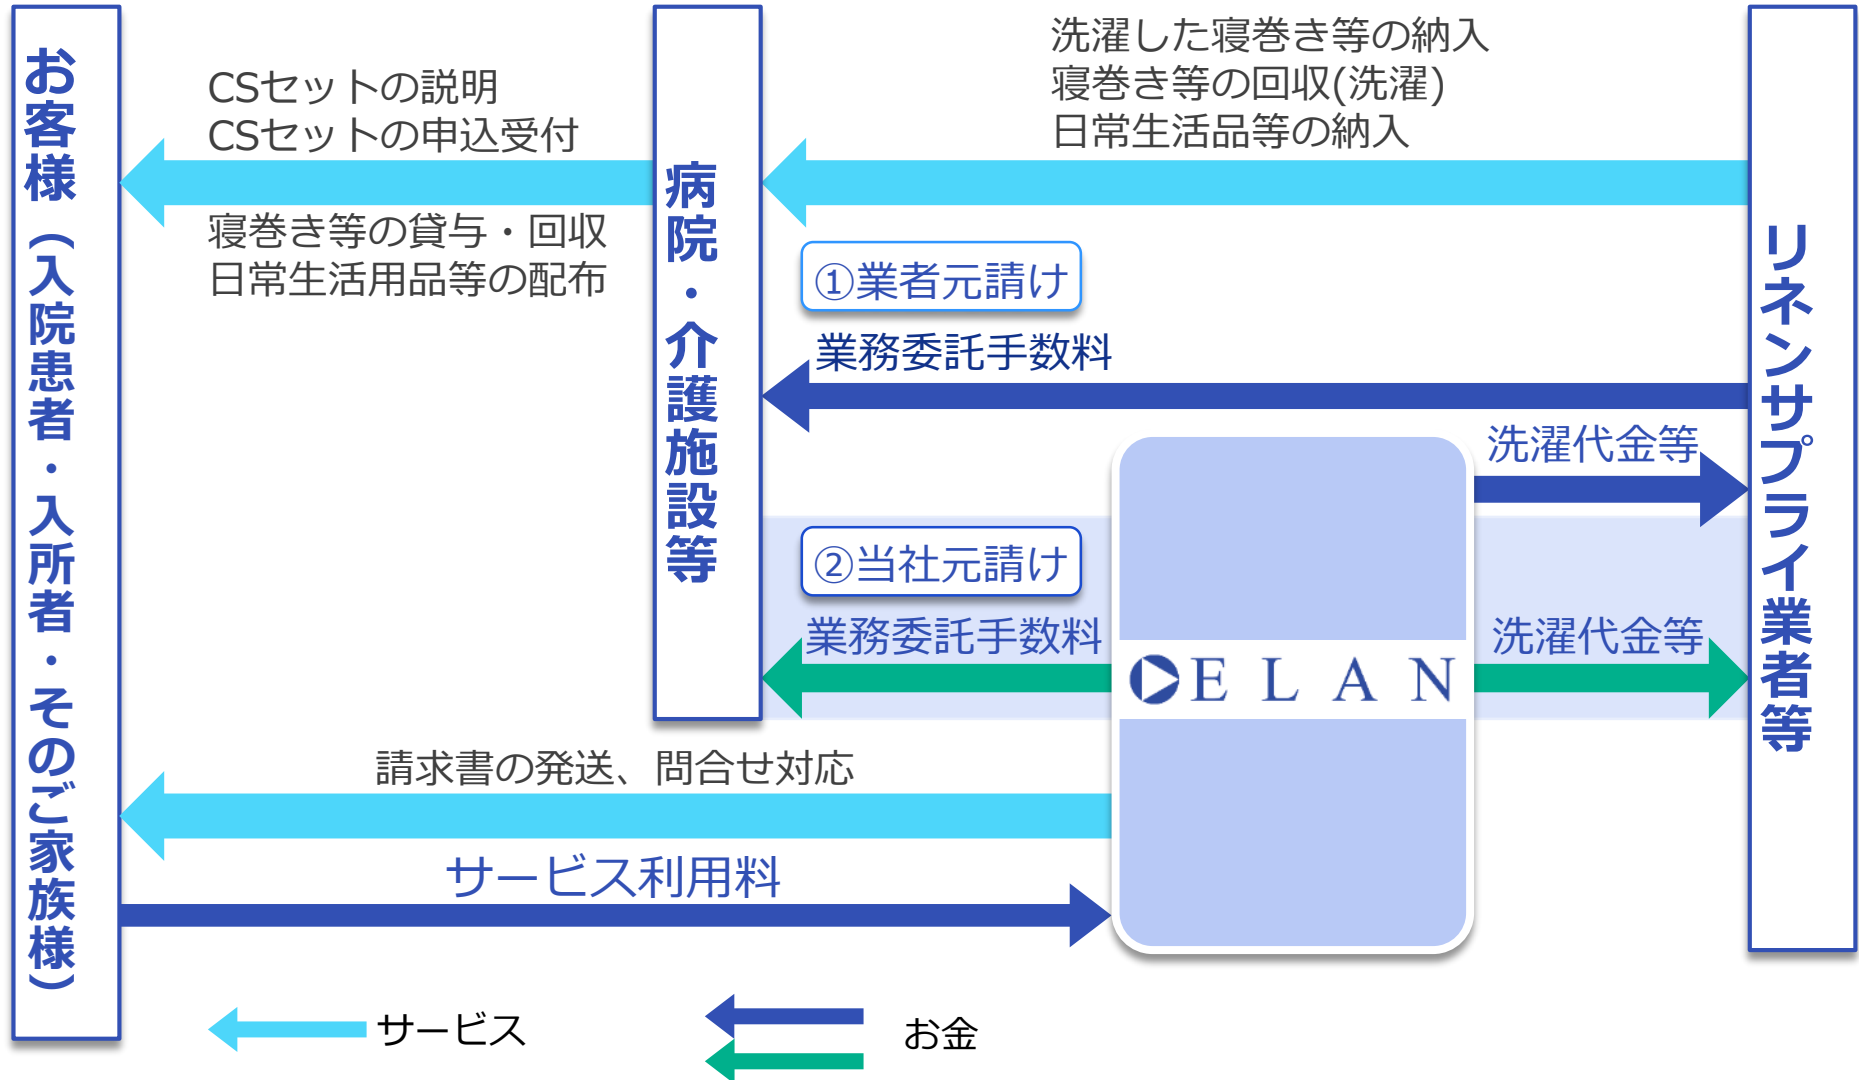 お客様（入院患者・入所者・そのご家族様）
CSセットの説明
CSセットの申込受付
寝巻き等の貸与・回収
日常生活用品等の配布
病院・介護施設等
洗濯した寝巻き等の納入
寝巻き等の回収(洗濯)
日常生活品等の納入
①業者元請け
業務委託手数料
洗濯代金等
②当社元請け
業務委託手数料
洗濯代金等
ELAN
リネンサプライ業者等
請求書の発送、問合せ対応
サービス利用料
サービス
お金